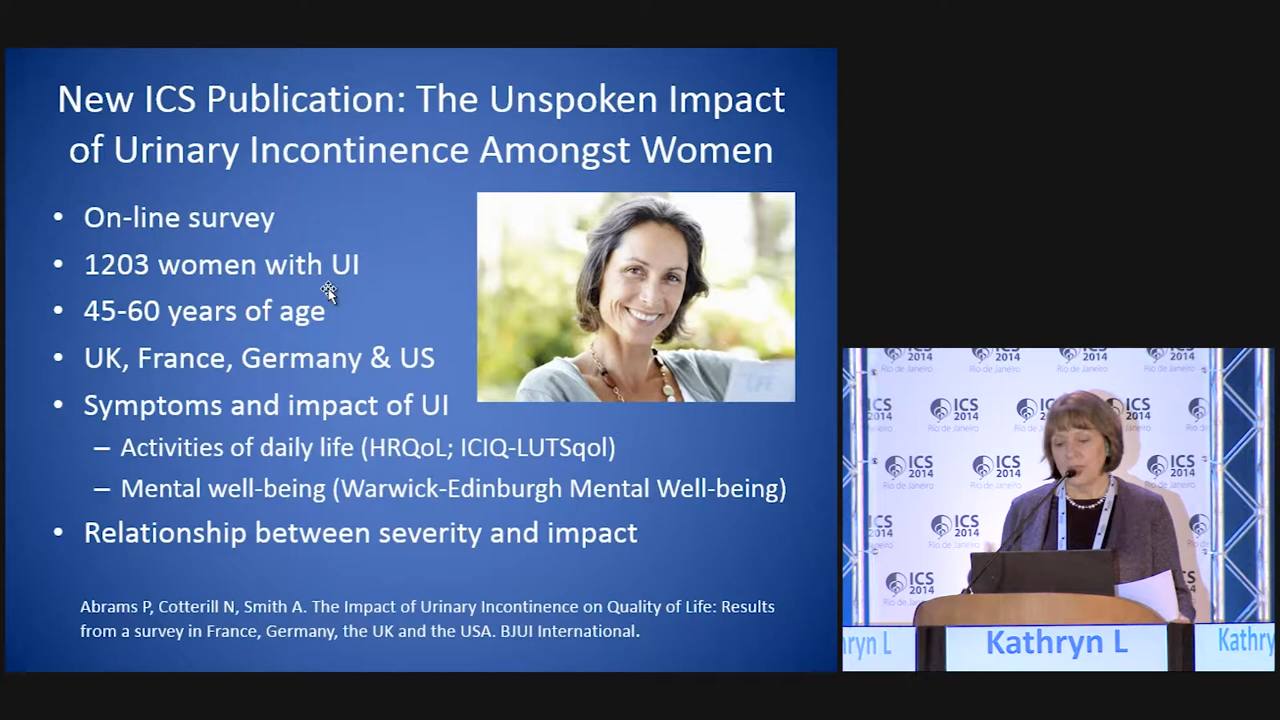 New ICS Publication: The Unspoken Impact
of Urinary Incontinence Amongst Women
• On-line survey
• 1203 women with UI
• 45-60 years of age
• UK, France, Germany & US
• Symptoms and impact of UI
– Activities of daily life (HRQoL; ICIQ-LUTSqol)
– Mental well-being (Warwick-Edinburgh Mental Well-being)
• Relationship between severity and impact
Abrams P, Cotterill N, Smith A. The Impact of Urinary Incontinence on Quality of Life: Results
from a survey in France, Germany, the UK and the USA. BJUI International.
ICS
2014
Rio de Janeiro
Kathryn L